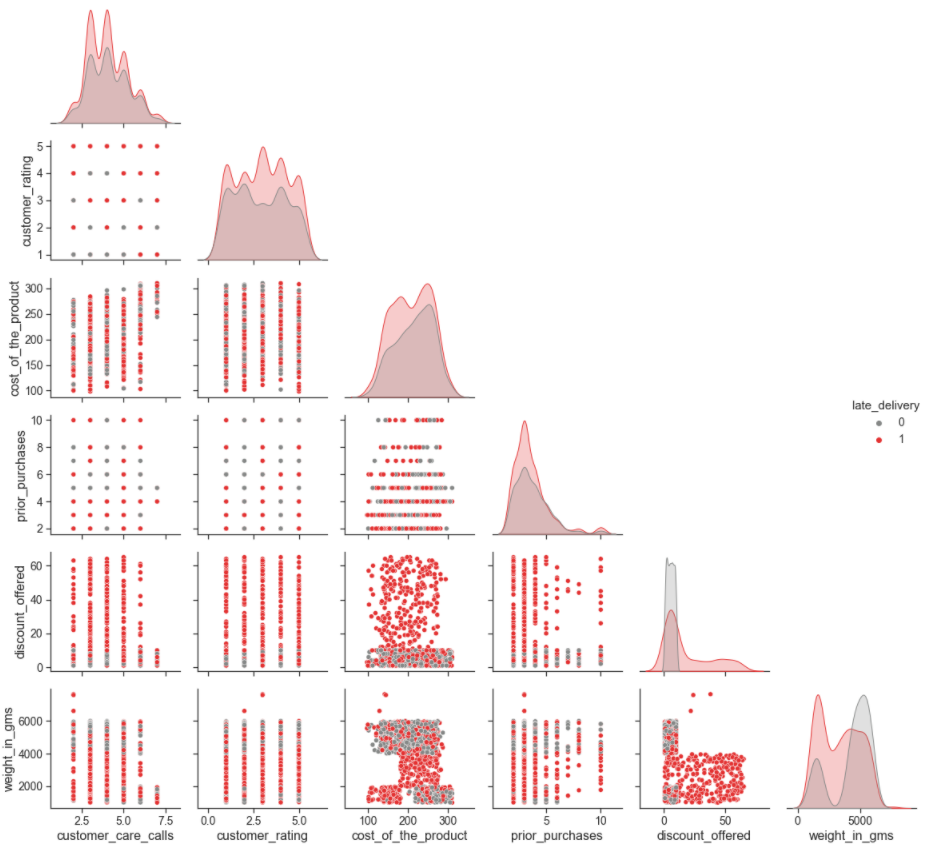 5
4
3
2
1
customer_rating
300
250
200
150
100
cost_of_the_product
10
8
6
4
2
prior_purchases
late_delivery
0
1
60
40
20
0
discount_offered
6000
4000
2000
weight_in_gms
2.5 5.0 7.5
0.0 2.5 5.0
100 200 300
5 10
0 50
0 5000
customer_care_calls customer_rating cost_of_the_product prior_purchases discount_offered weight_in_gms